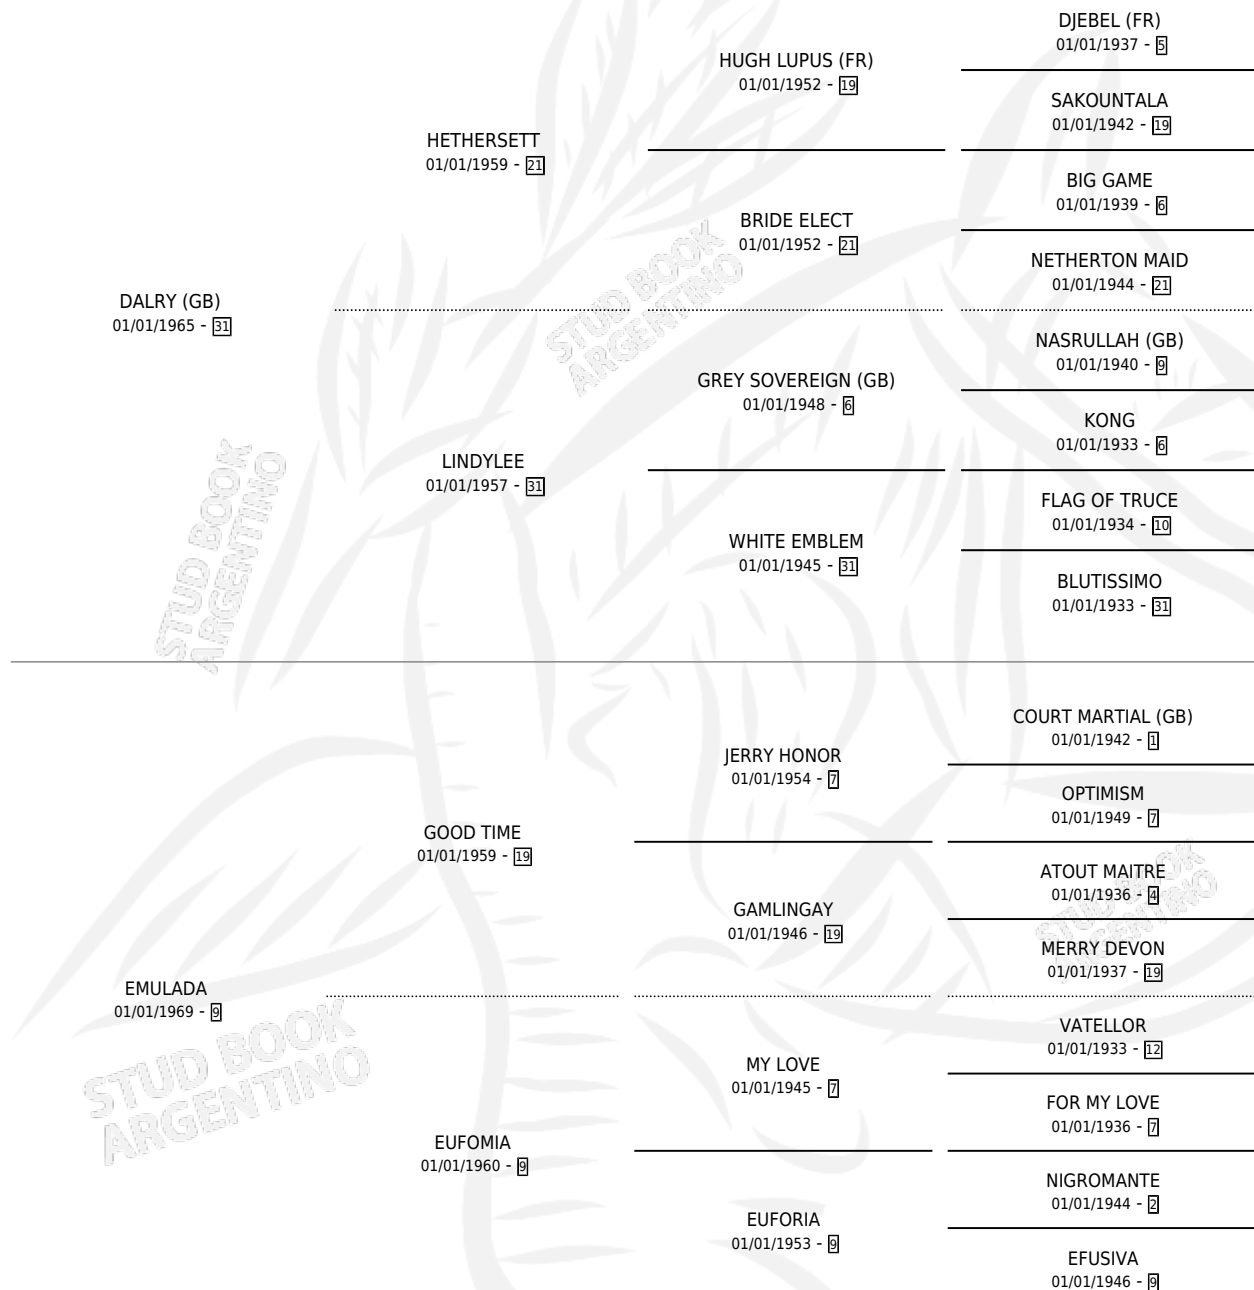 DJEBEL (FR)
01/01/1937 - 5
HUGH LUPUS (FR)
01/01/1952 - 19
SAKOUNTALA
01/01/1942 - 19
HETHERSETT
01/01/1959 - 21
BIG GAME
01/01/1939 - 6
BRIDE ELECT
01/01/1952 - 21
NETHERTON MAID
01/01/1944 - 21
STUD BOOK
ARGENTINO
DALRY (GB)
01/01/1965 - 31
NASRULLAH (GB)
01/01/1940 - 9
GREY SOVEREIGN (GB)
01/01/1948 - 6
KONG
01/01/1933 - 6
LINDYLEE
01/01/1957 - 31
FLAG OF TRUCE
01/01/1934 - 10
WHITE EMBLEM
01/01/1945 - 31
BLUTISSIMO
01/01/1933 - 31
STUD BOOK
ARGENTINO
COURT MARTIAL (GB)
01/01/1942 - 1
JERRY HONOR
01/01/1954 - 7
OPTIMISM
01/01/1949 - 7
GOOD TIME
01/01/1959 - 19
ATOUT MAITRE
01/01/1936 - 4
GAMLINGAY
01/01/1946 - 19
MERRY DEVON
01/01/1937 - 19
STUD BOOK
ARGENTINO
EMULADA
01/01/1969 - 9
VATELLOR
01/01/1933 - 12
MY LOVE
01/01/1945 - 7
FOR MY LOVE
01/01/1936 - 7
STUD BOOK
ARGENTINO
EUFOMIA
01/01/1960 - 9
NIGROMANTE
01/01/1944 - 2
EUFORIA
01/01/1953 - 9
EFUSIVA
01/01/1946 - 9